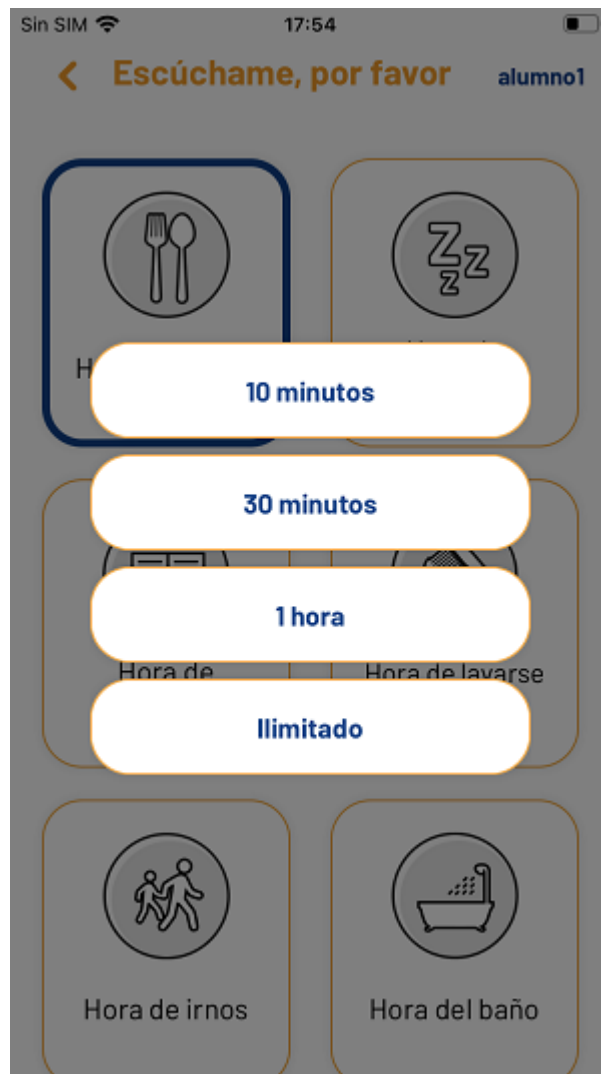 Sin SIM 17:54
Escúchame, por favor alumno1
10 minutos
30 minutos
1 hora
Hora de Hora de lavarse
Ilimitado
Hora de irnos Hora del baño